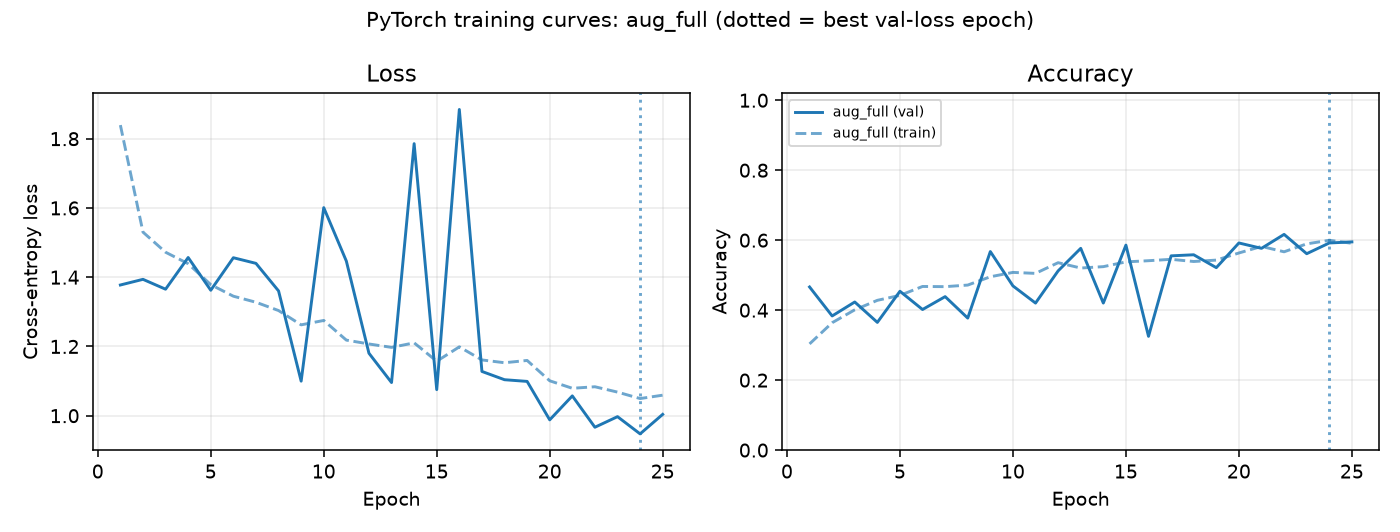 PyTorch training curves: aug_full (dotted = best val-loss epoch)
Loss
Cross-entropy loss
1.8
1.6
1.4
1.2
1.0
0 5 10 15 20 25
Epoch
Accuracy
aug_full (val)
aug_full (train)
Accuracy
1.0
0.8
0.6
0.4
0.2
0.0
0 5 10 15 20 25
Epoch